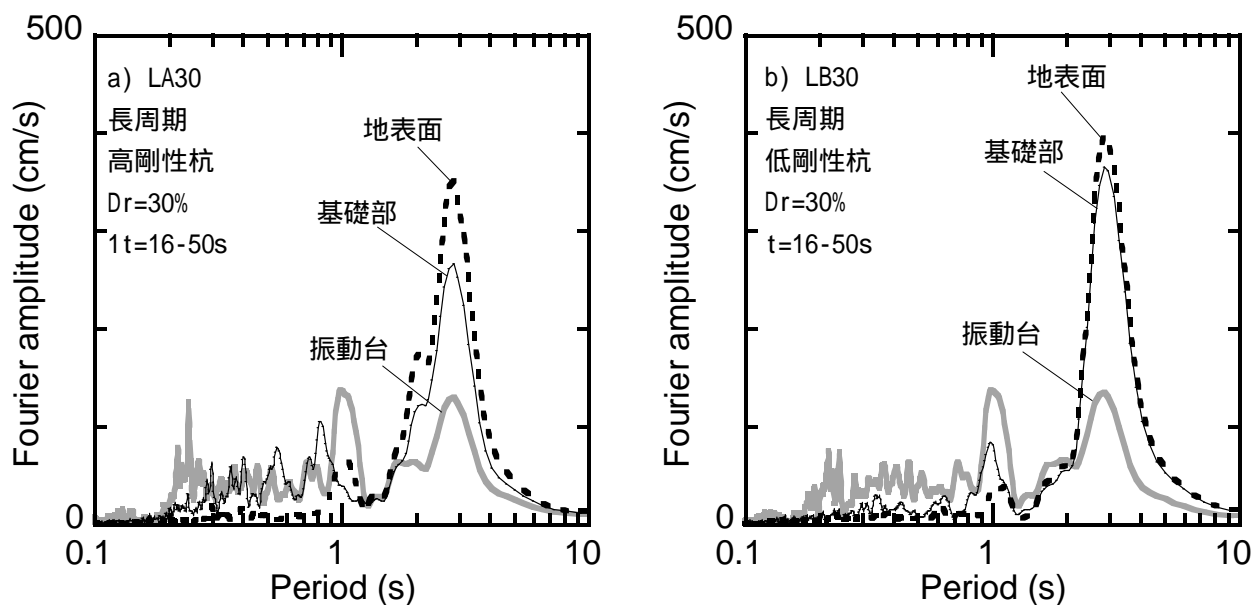 500
a) LA30
長周期
高剛性杭
Dr=30%
1t=16-50s
地表面
基礎部
振動台
Fourier amplitude (cm/s)
0
0.1
1
10
Period (s)
500
b) LB30
長周期
低剛性杭
Dr=30%
t=16-50s
地表面
基礎部
振動台
Fourier amplitude (cm/s)
0
0.1
1
10
Period (s)